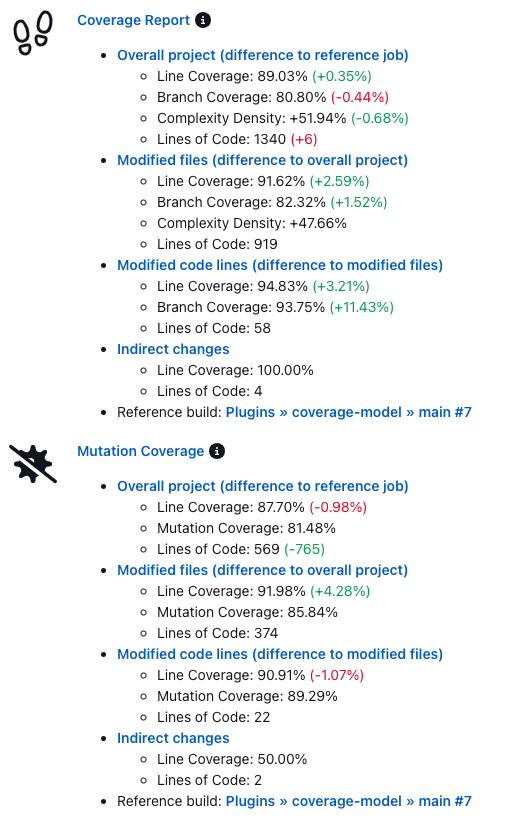 Coverage Report
Overall project (difference to reference job)
Line Coverage: 89.03% (+0.35%)
Branch Coverage: 80.80% (-0.44%)
Complexity Density: +51.94% (-0.68%)
Lines of Code: 1340 (+6)
Modified files (difference to overall project)
Line Coverage: 91.62% (+2.59%)
Branch Coverage: 82.32% (+1.52%)
Complexity Density: +47.66%
Lines of Code: 919
Modified code lines (difference to modified files)
Line Coverage: 94.83% (+3.21%)
Branch Coverage: 93.75% (+11.43%)
Lines of Code: 58
Indirect changes
Line Coverage: 100.00%
Lines of Code: 4
Reference build: Plugins » coverage-model » main #7
Mutation Coverage
Overall project (difference to reference job)
Line Coverage: 87.70% (-0.98%)
Mutation Coverage: 81.48%
Lines of Code: 569 (-765)
Modified files (difference to overall project)
Line Coverage: 91.98% (+4.28%)
Mutation Coverage: 85.84%
Lines of Code: 374
Modified code lines (difference to modified files)
Line Coverage: 90.91% (-1.07%)
Mutation Coverage: 89.29%
Lines of Code: 22
Indirect changes
Line Coverage: 50.00%
Lines of Code: 2
Reference build: Plugins » coverage-model » main #7